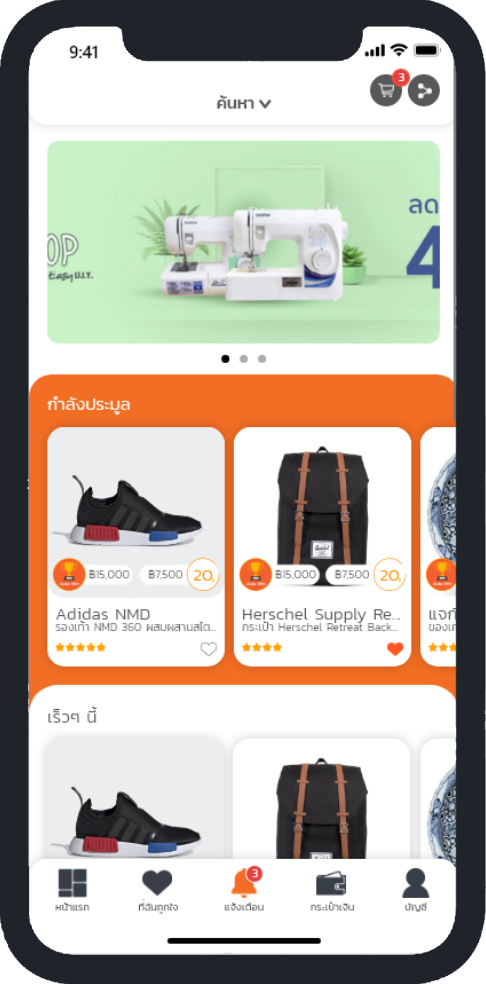 9:41
3
ค้นหา
ลด
4
OP
Easy D.I.Y.
กำลังประมูล
฿15,000 ฿7,500 20,
฿15,000 ฿7,500 20,
Adidas NMD
รองเท้า NMD 360 ผสมผสานสไต...
Herschel Supply Re...
กระเป๋า Herschel Retreat Back...
แจกั
ของเก
เร็วๆ นี้
3
หน้าแรก
ที่ฉันถูกใจ
แจ้งเตือน
กระเป๋าเงิน
บัญชี